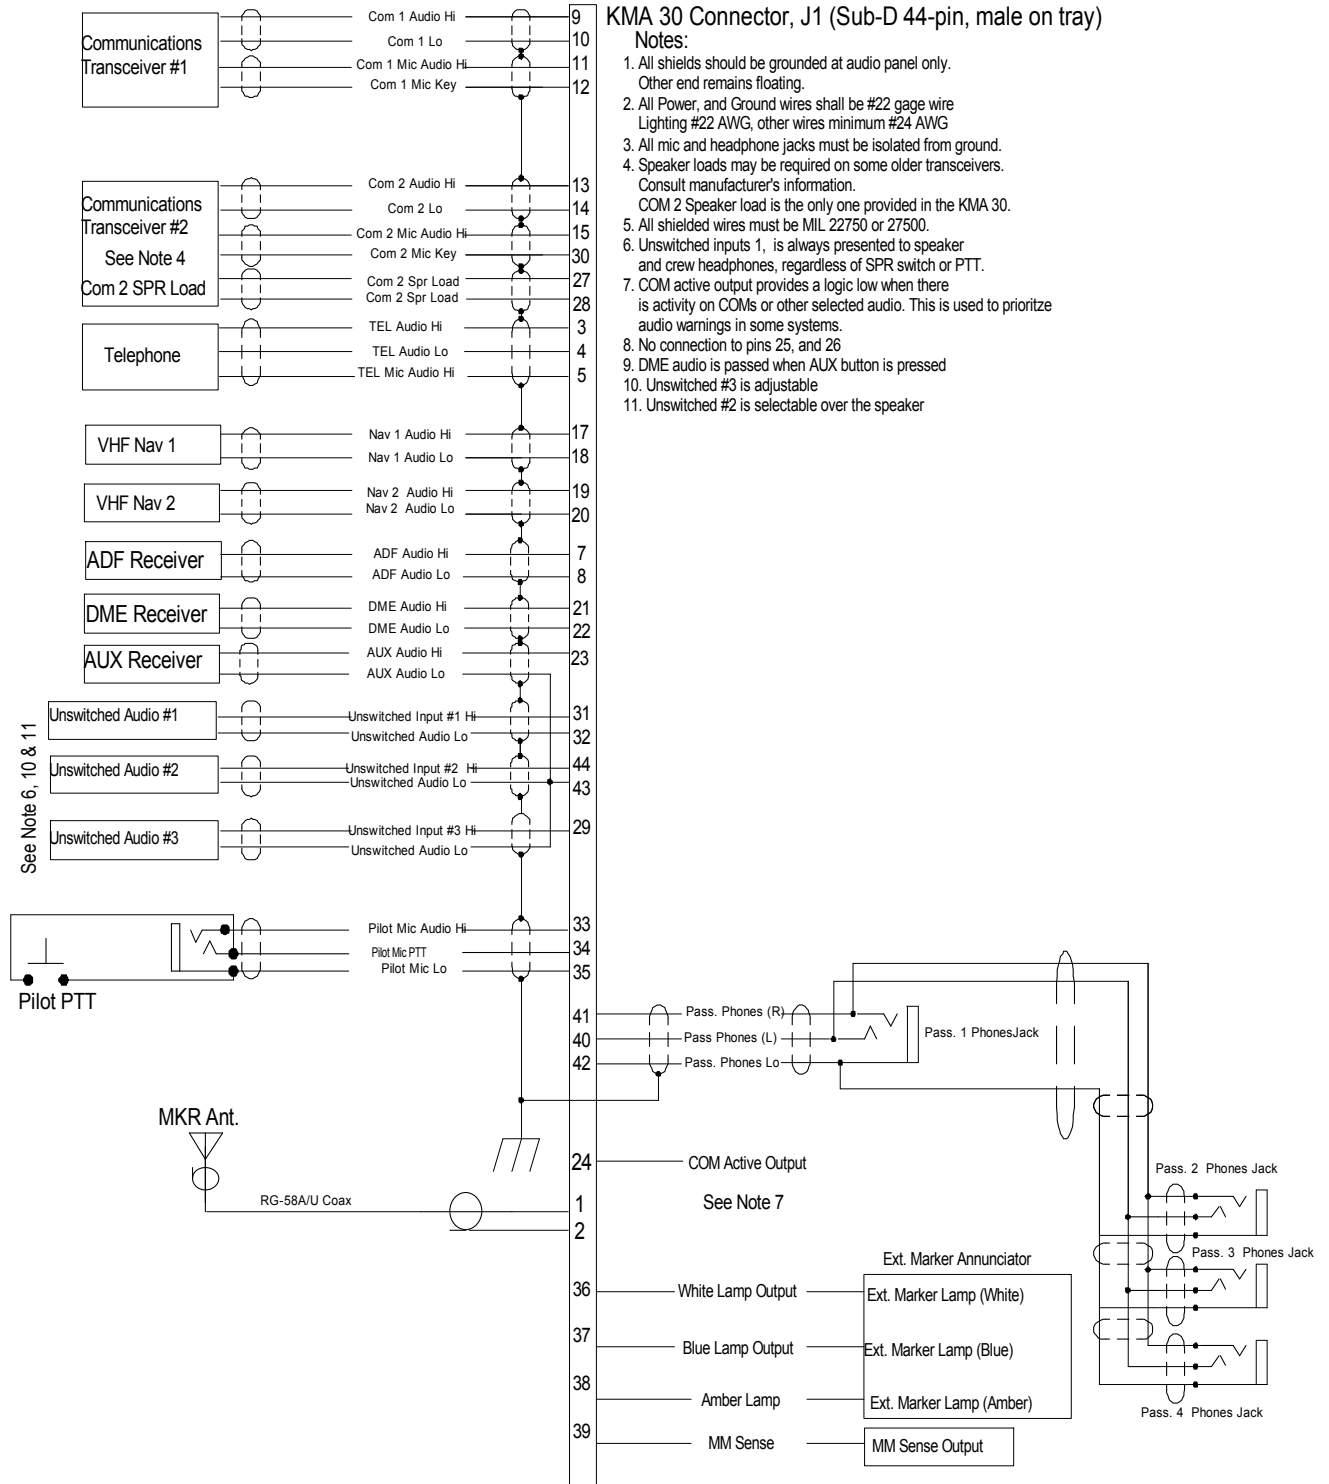 KMA 30 Connector, J1 (Sub-D 44-pin, male on tray)
Notes:
1. All shields should be grounded at audio panel only.
Other end remains floating.
2. All Power, and Ground wires shall be #22 gage wire
Lighting #22 AWG, other wires minimum #24 AWG
3. All mic and headphone jacks must be isolated from ground.
4. Speaker loads may be required on some older transceivers.
Consult manufacturer's information.
COM 2 Speaker load is the only one provided in the KMA 30.
5. All shielded wires must be MIL 22750 or 27500.
6. Unswitched inputs 1, is always presented to speaker
and crew headphones, regardless of SPR switch or PTT.
7. COM active output provides a logic low when there
is activity on COMs or other selected audio. This is used to prioritze
audio warnings in some systems.
8. No connection to pins 25, and 26
9. DME audio is passed when AUX button is pressed
10. Unswitched #3 is adjustable
11. Unswitched #2 is selectable over the speaker
Communications
Transceiver #1
Com 1 Audio Hi 9
Com 1 Lo 10
Com 1 Mic Audio Hi 11
Com 1 Mic Key 12
Communications
Transceiver #2
See Note 4
Com 2 SPR Load
Com 2 Audio Hi 13
Com 2 Lo 14
Com 2 Mic Audio Hi 15
Com 2 Mic Key 30
Com 2 Spr Load 27
Com 2 Spr Load 28
Telephone
TEL Audio Hi 3
TEL Audio Lo 4
TEL Mic Audio Hi 5
VHF Nav 1
Nav 1 Audio Hi 17
Nav 1 Audio Lo 18
VHF Nav 2
Nav 2 Audio Hi 19
Nav 2 Audio Lo 20
ADF Receiver
ADF Audio Hi 7
ADF Audio Lo 8
DME Receiver
DME Audio Hi 21
DME Audio Lo 22
AUX Receiver
AUX Audio Hi 23
AUX Audio Lo
See Note 6, 10 & 11
Unswitched Audio #1
Unswitched Input #1 Hi 31
Unswitched Audio Lo 32
Unswitched Audio #2
Unswitched Input #2 Hi 44
Unswitched Audio Lo 43
Unswitched Audio #3
Unswitched Input #3 Hi 29
Unswitched Audio Lo
Pilot PTT
Pilot Mic Audio Hi 33
Pilot Mic PTT 34
Pilot Mic Lo 35
41 Pass. Phones (R)
40 Pass Phones (L)
42 Pass. Phones Lo
Pass. 1 PhonesJack
MKR Ant.
RG-58A/U Coax
24 COM Active Output
See Note 7
1
2
Pass. 2 Phones Jack
Pass. 3 Phones Jack
Pass. 4 Phones Jack
Ext. Marker Annunciator
36 White Lamp Output Ext. Marker Lamp (White)
37 Blue Lamp Output Ext. Marker Lamp (Blue)
38 Amber Lamp Ext. Marker Lamp (Amber)
39 MM Sense MM Sense Output